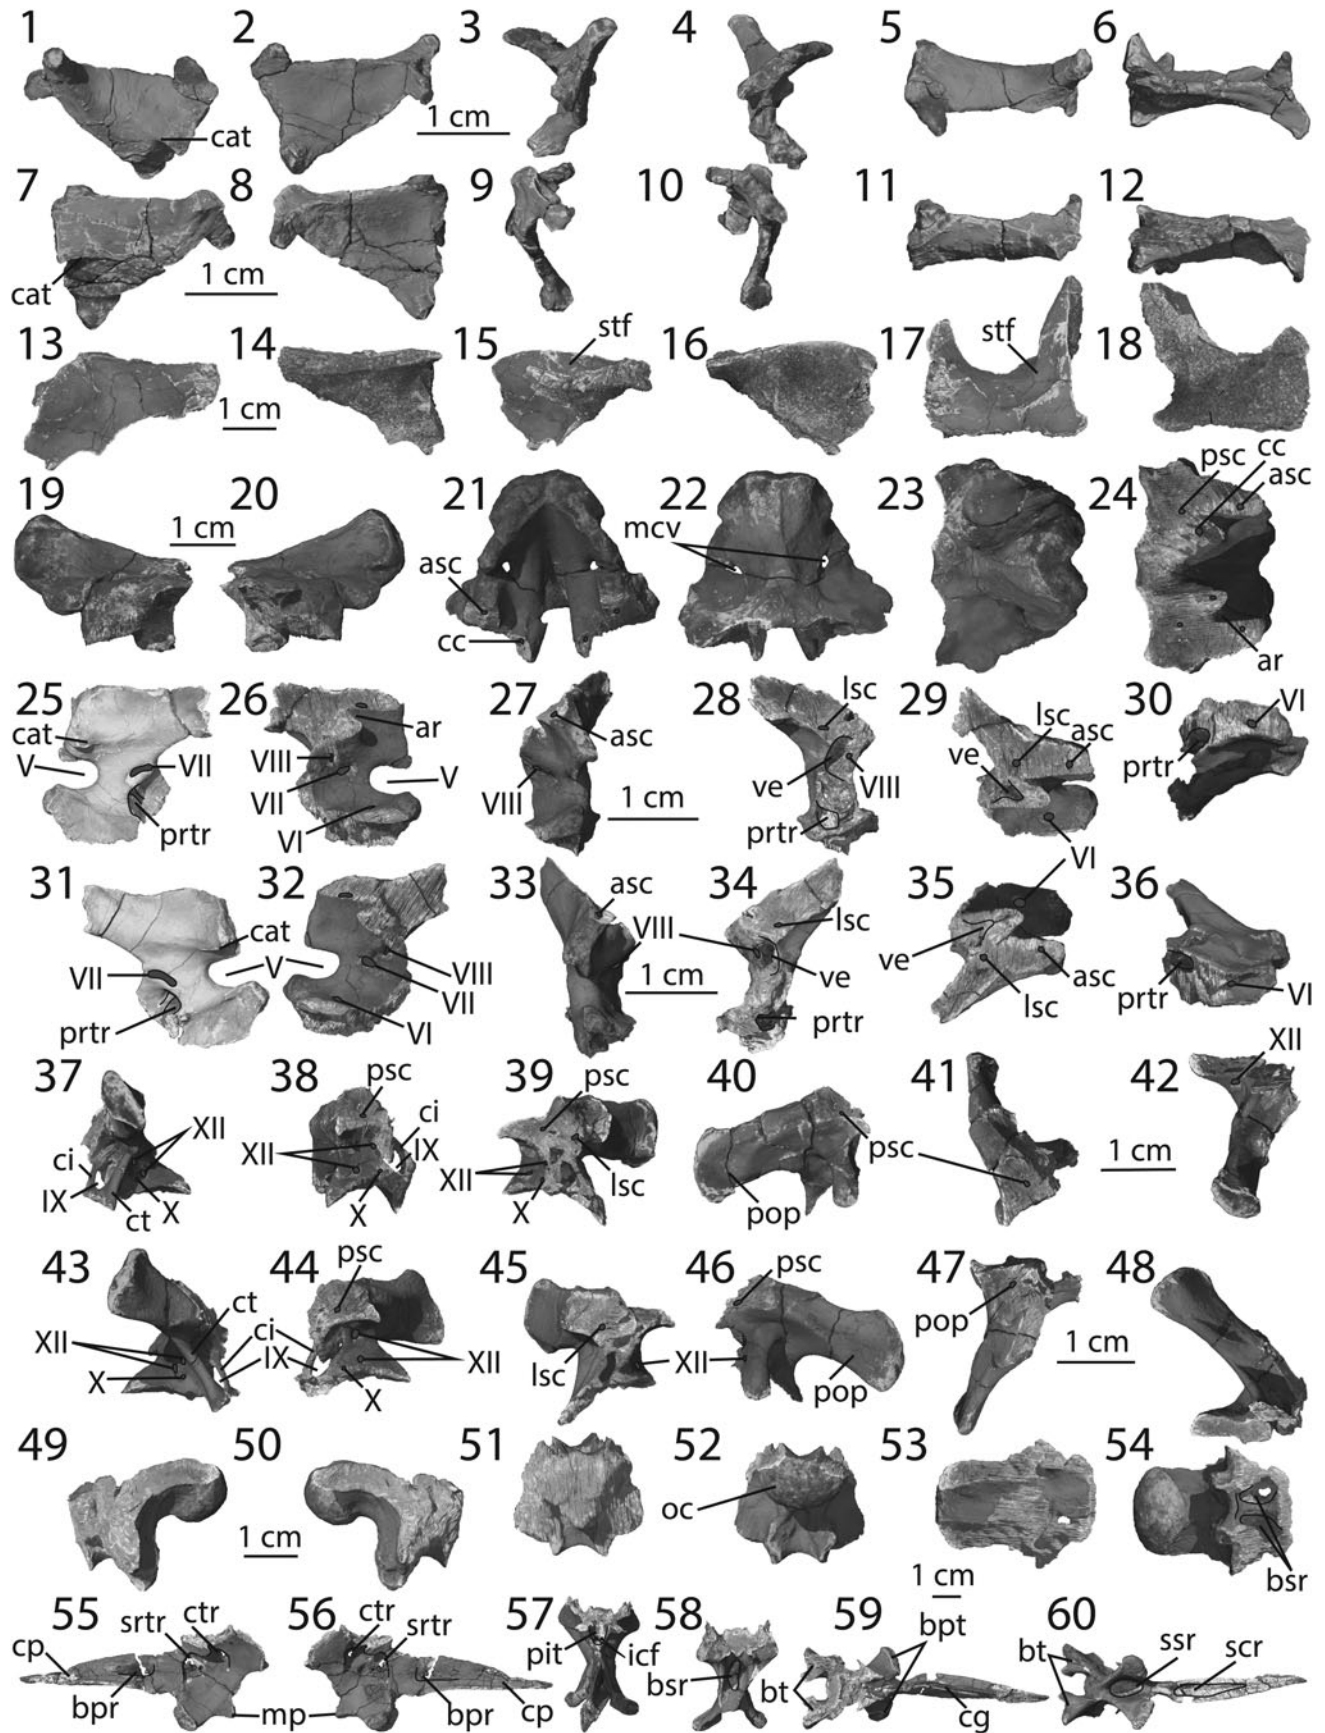 1 2 3 4 5 6
cat 1 cm
7 8 9 10 11 12
cat 1 cm
13 14 15 stf 16 17 stf 18
1 cm
19 20 21 22 23 24
1 cm asc cc mcv psc cc asc ar
25 26 27 28 29 30
cat V VII prtr ar VIII VII VI V asc VIII 1 cm lsc ve VIII prtr lsc asc ve VI VI prtr
31 32 33 34 35 36
cat V VII prtr VIII VII VI asc VIII 1 cm lsc ve prtr ve asc lsc prtr VI
37 38 39 40 41 42
XII ci IX ct X psc XII ci IX X psc XII X lsc psc pop 1 cm XII
43 44 45 46 47 48
ct XII X ci IX psc XII X lsc XII psc pop pop 1 cm
49 50 51 52 53 54
1 cm oc bsr
1 cm
55 56 57 58 59 60
cp srtr ctr bpr mp ctr srtr bpr cp pit icf bsr bt bpt cg bt ssr scr